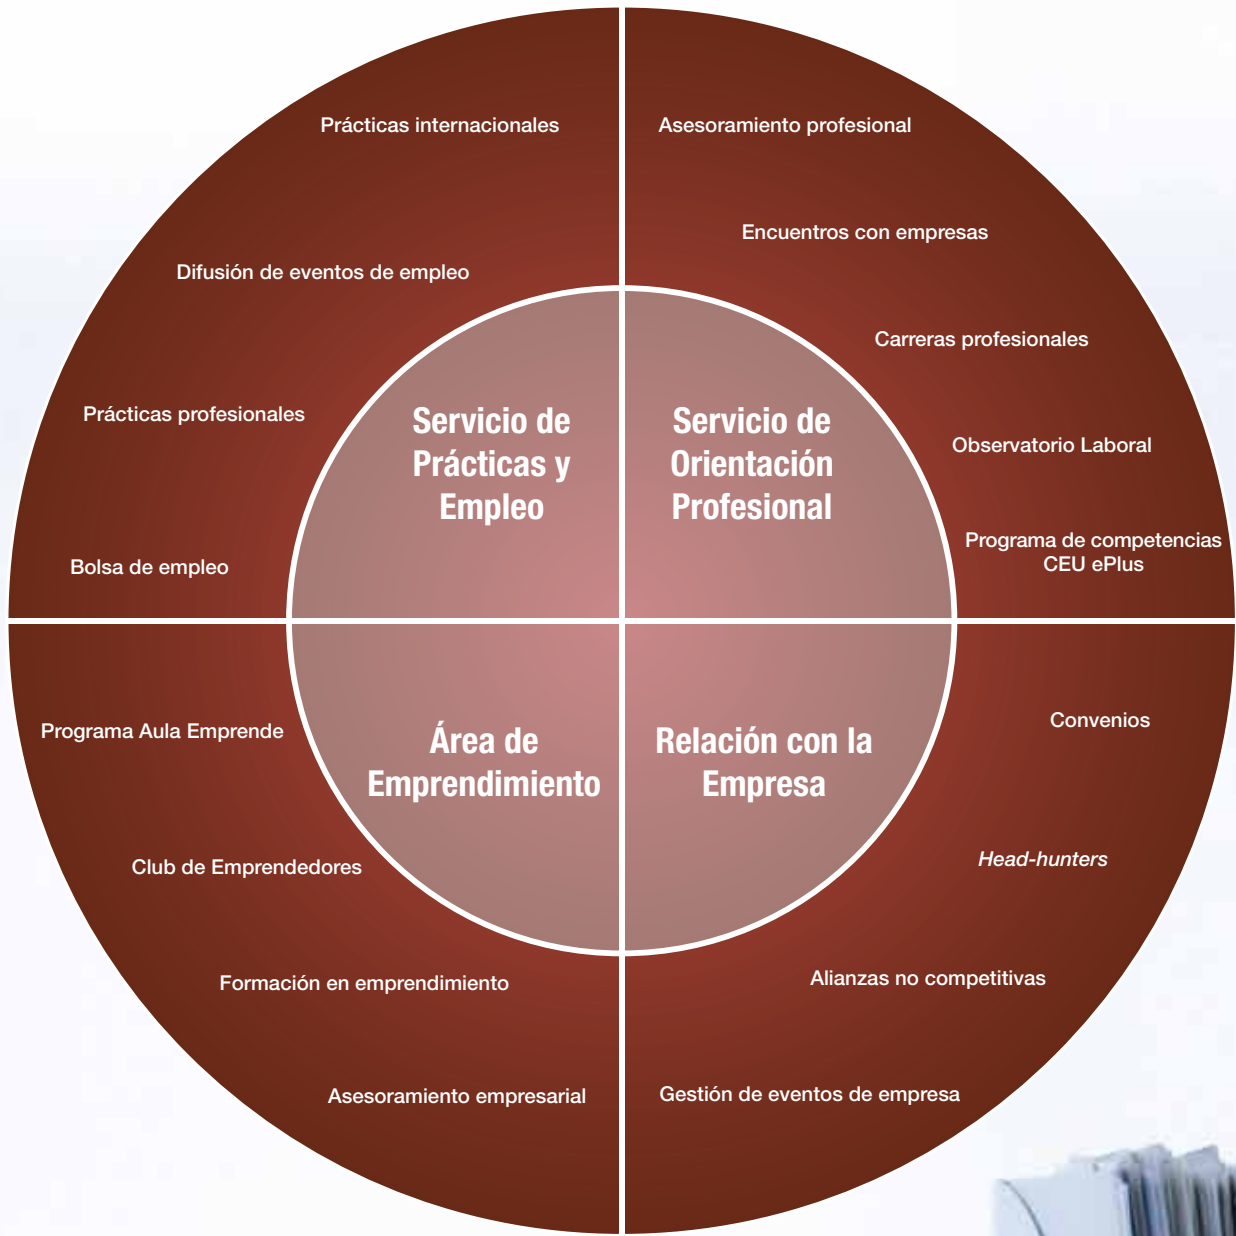 Prácticas internacionales
Difusión de eventos de empleo
Prácticas profesionales
Bolsa de empleo
Servicio de
Prácticas y
Empleo
Asesoramiento profesional
Encuentros con empresas
Carreras profesionales
Observatorio Laboral
Programa de competencias
CEU ePlus
Servicio de
Orientación
Profesional
Programa Aula Emprende
Club de Emprendedores
Formación en emprendimiento
Asesoramiento empresarial
Área de
Emprendimiento
Relación con la
Empresa
Convenios
Head-hunters
Alianzas no competitivas
Gestión de eventos de empresa